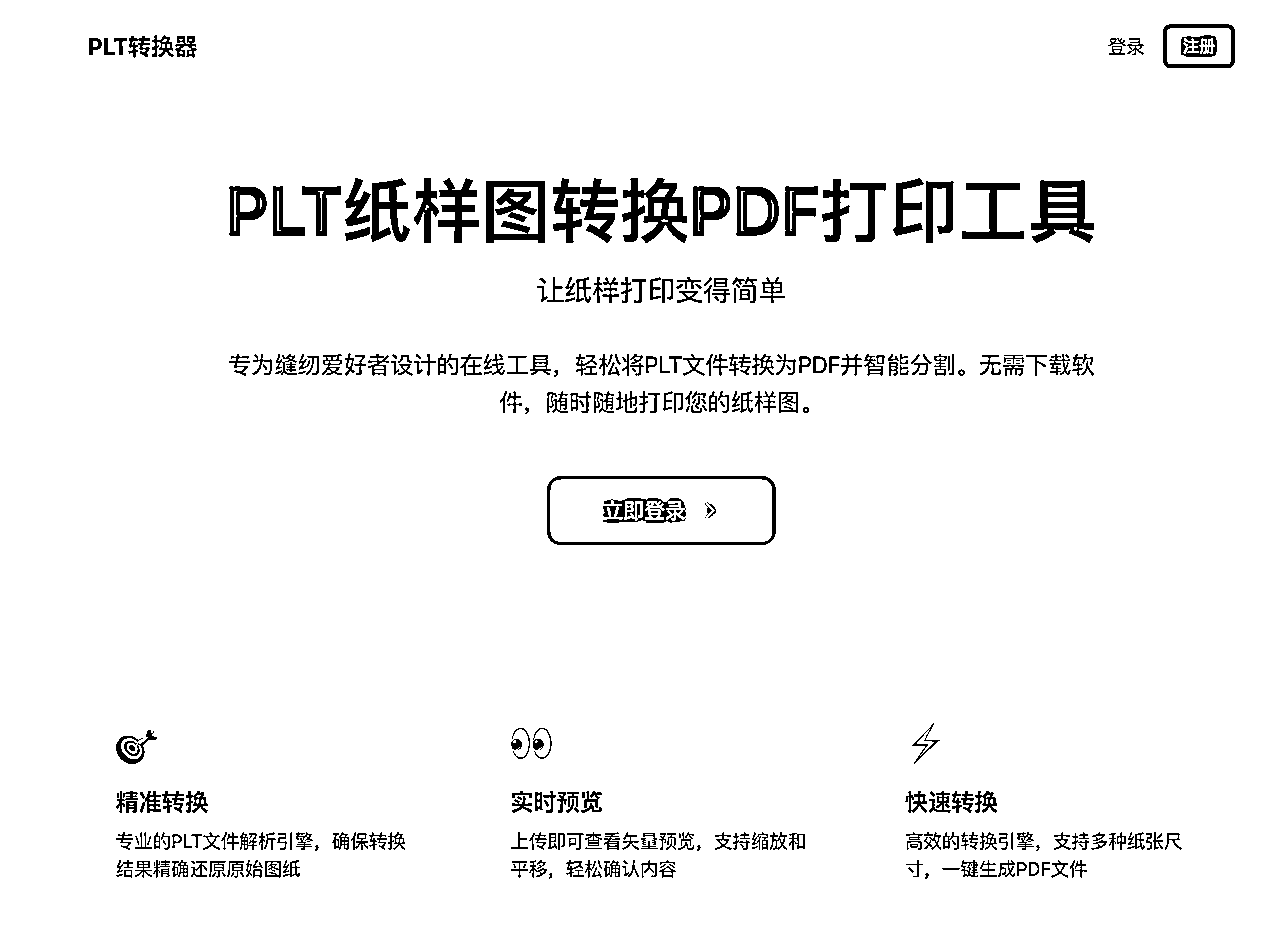 PLT转换器
登录
注册
PLT纸样图转换PDF打印工具
让纸样打印变得简单
专为缝纫爱好者设计的在线工具，轻松将PLT文件转换为PDF并智能分割。无需下载软
件，随时随地打印您的纸样图。
立即登录
精准转换
专业的PLT文件解析引擎，确保转换
结果精确还原原始图纸
实时预览
上传即可查看矢量预览，支持缩放和
平移，轻松确认内容
快速转换
高效的转换引擎，支持多种纸张尺
寸，一键生成PDF文件